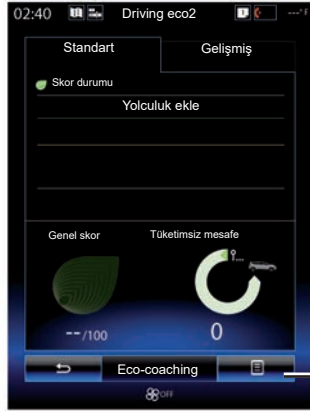 02:40 Driving eco2 ---°F
Standart Gelişmiş
Skor durumu
Yolculuk ekle
Genel skor Tüketimsiz mesafe
--/100 0
Eco-coaching
OFF